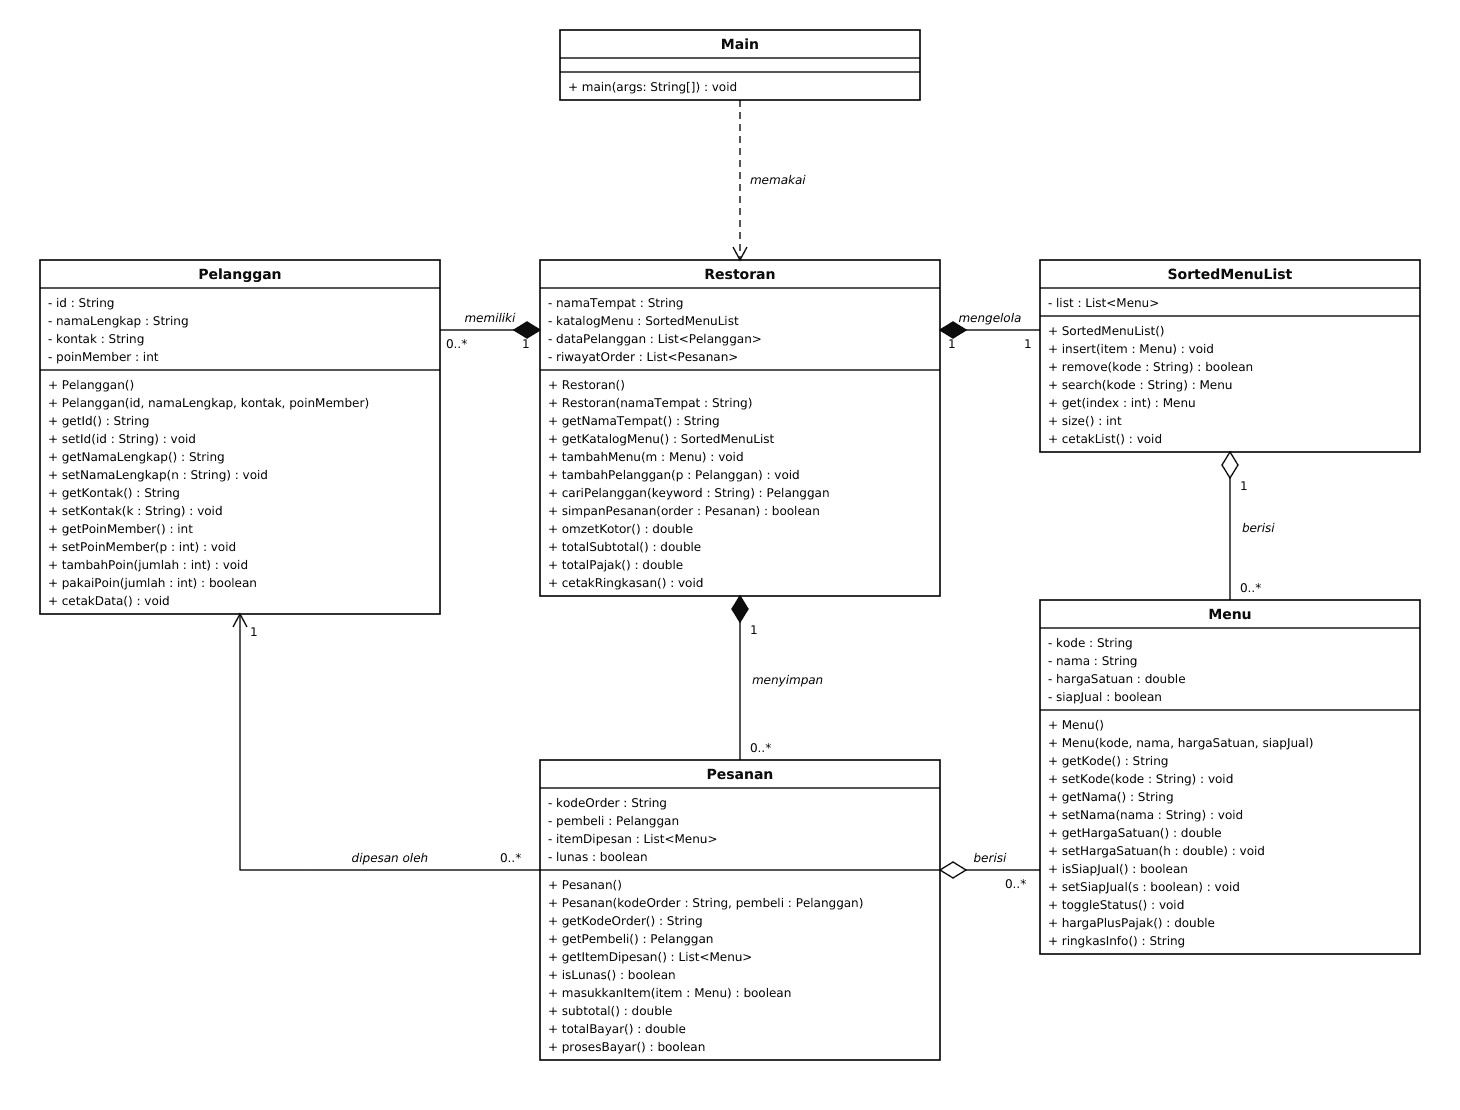 Main
+ main(args: String[]) : void
memakai
Pelanggan
- id : String
- namaLengkap : String
- kontak : String
- poinMember : int
+ Pelanggan()
+ Pelanggan(id, namaLengkap, kontak, poinMember)
+ getId() : String
+ setId(id : String) : void
+ getNamaLengkap() : String
+ setNamaLengkap(n : String) : void
+ getKontak() : String
+ setKontak(k : String) : void
+ getPoinMember() : int
+ setPoinMember(p : int) : void
+ tambahPoin(jumlah : int) : void
+ pakaiPoin(jumlah : int) : boolean
+ cetakData() : void
memiliki
0..*
1
Restoran
- namaTempat : String
- katalogMenu : SortedMenuList
- dataPelanggan : List<Pelanggan>
- riwayatOrder : List<Pesanan>
+ Restoran()
+ Restoran(namaTempat : String)
+ getNamaTempat() : String
+ getKatalogMenu() : SortedMenuList
+ tambahMenu(m : Menu) : void
+ tambahPelanggan(p : Pelanggan) : void
+ cariPelanggan(keyword : String) : Pelanggan
+ simpanPesanan(order : Pesanan) : boolean
+ omzetKotor() : double
+ totalSubtotal() : double
+ totalPajak() : double
+ cetakRingkasan() : void
mengelola
1
1
SortedMenuList
- list : List<Menu>
+ SortedMenuList()
+ insert(item : Menu) : void
+ remove(kode : String) : boolean
+ search(kode : String) : Menu
+ get(index : int) : Menu
+ size() : int
+ cetakList() : void
1
berisi
0..*
1
menyimpan
0..*
1
dipesan oleh
0..*
Pesanan
- kodeOrder : String
- pembeli : Pelanggan
- itemDipesan : List<Menu>
- lunas : boolean
+ Pesanan()
+ Pesanan(kodeOrder : String, pembeli : Pelanggan)
+ getKodeOrder() : String
+ getPembeli() : Pelanggan
+ getItemDipesan() : List<Menu>
+ isLunas() : boolean
+ masukkanItem(item : Menu) : boolean
+ subtotal() : double
+ totalBayar() : double
+ prosesBayar() : boolean
berisi
0..*
Menu
- kode : String
- nama : String
- hargaSatuan : double
- siapJual : boolean
+ Menu()
+ Menu(kode, nama, hargaSatuan, siapJual)
+ getKode() : String
+ setKode(kode : String) : void
+ getNama() : String
+ setNama(nama : String) : void
+ getHargaSatuan() : double
+ setHargaSatuan(h : double) : void
+ isSiapJual() : boolean
+ setSiapJual(s : boolean) : void
+ toggleStatus() : void
+ hargaPlusPajak() : double
+ ringkasInfo() : String